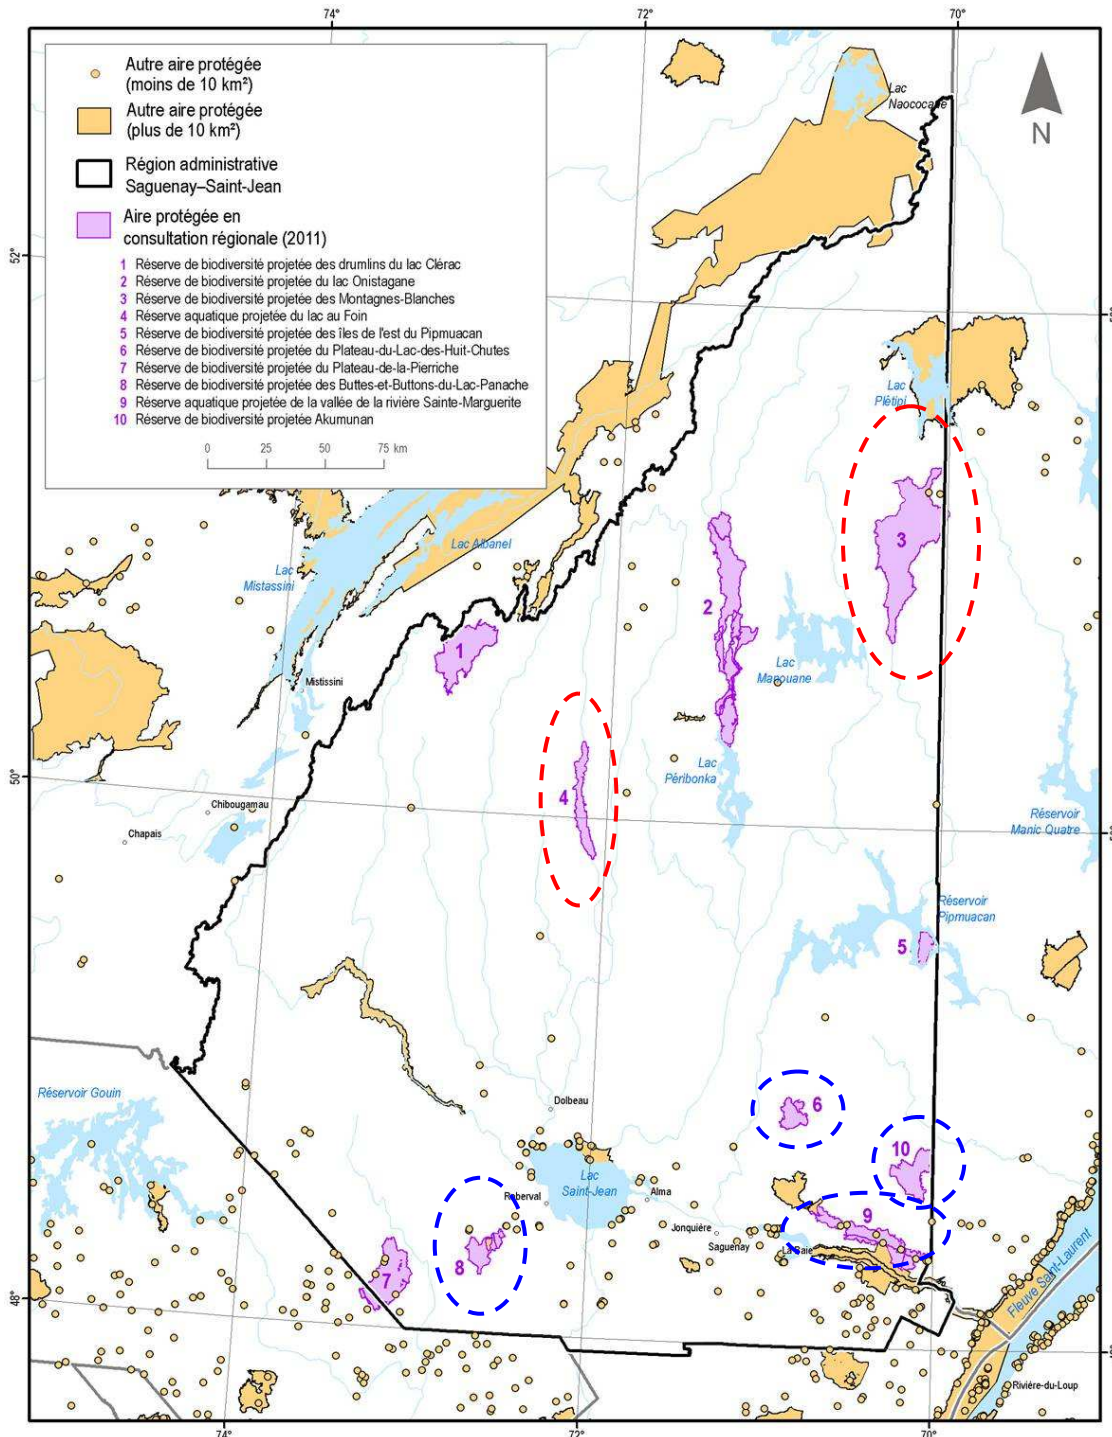 74°
72°
70°
Autre aire protégée
(moins de 10 km²)
Autre aire protégée
(plus de 10 km²)
Région administrative
Saguenay–Saint-Jean
Aire protégée en
consultation régionale (2011)
1 Réserve de biodiversité projetée des drumlins du lac Clérac
2 Réserve de biodiversité projetée du lac Onistagane
3 Réserve de biodiversité projetée des Montagnes-Blanches
4 Réserve aquatique projetée du lac au Foin
5 Réserve de biodiversité projetée des îles de l'est du Pipmuacan
6 Réserve de biodiversité projetée du Plateau-du-Lac-des-Huit-Chutes
7 Réserve de biodiversité projetée du Plateau-de-la-Pierriche
8 Réserve de biodiversité projetée des Buttes-et-Buttons-du-Lac-Panache
9 Réserve aquatique projetée de la vallée de la rivière Sainte-Marguerite
10 Réserve de biodiversité projetée Akumunan
0 25 50 75 km
Lac
Naococane
N
52°
Lac
Plétipi
3
Lac Albanel
Lac
Mistassini
2
1
Lac
Manouane
Mistissini
Lac
Péribonka
50°
4
Chibougamau
Chapais
Réservoir
Manic Quatre
Réservoir
Pipmuacan
5
Réservoir Gouin
Dolbeau
6
10
Lac
Saint-Jean
Roberval
Alma
9
Jonquière
Saguenay
La Baie
8
7
48°
Fleuve Saint-Laurent
Rivière-du-Loup
74°
72°
70°